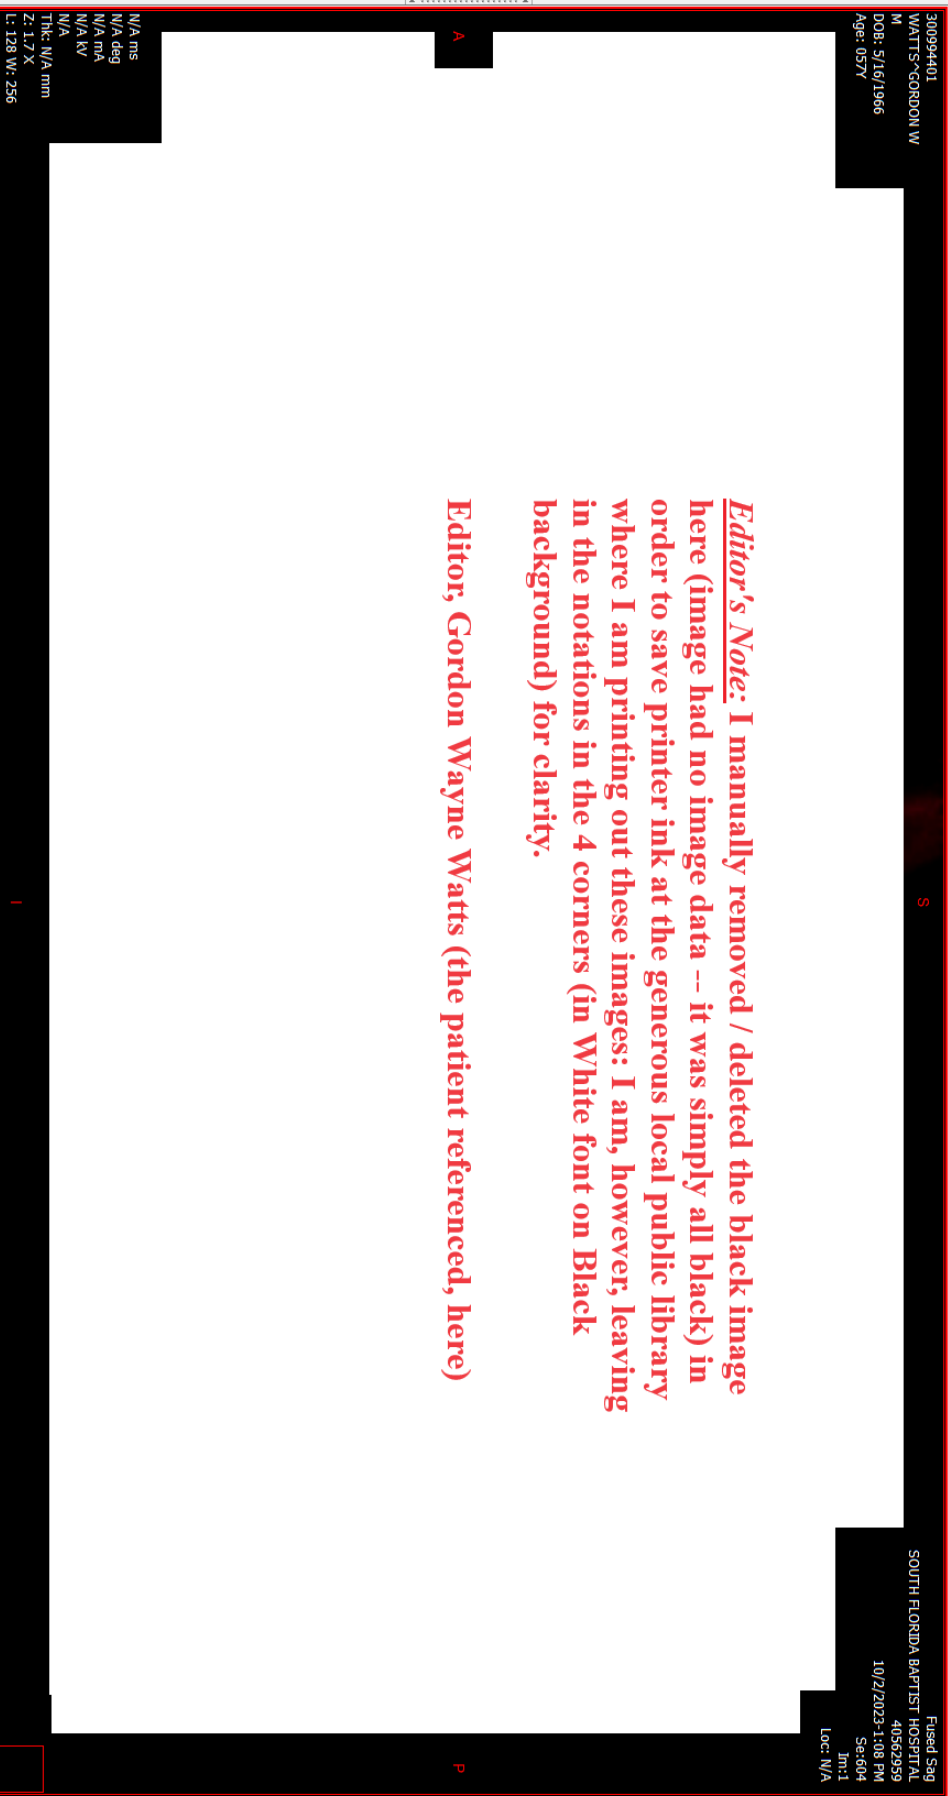 300994401
WATTS^GORDON W
M
DOB: 5/16/1966
Age: 057Y
Fused Sag
SOUTH FLORIDA BAPTIST HOSPITAL
40562959
10/2/2023-1:08 PM
Se:604
Im:1
Loc: N/A
S
Editor's Note: I manually removed / deleted the black image
here (image had no image data -- it was simply all black) in
order to save printer ink at the generous local public library
where I am printing out these images: I am, however, leaving
in the notations in the 4 corners (in White font on Black
background) for clarity.
Editor, Gordon Wayne Watts (the patient referenced, here)
A
P
N/A ms
N/A deg
N/A mA
N/A kV
N/A
Thk: N/A mm
Z: 1.7 X
L: 128 W: 256
I